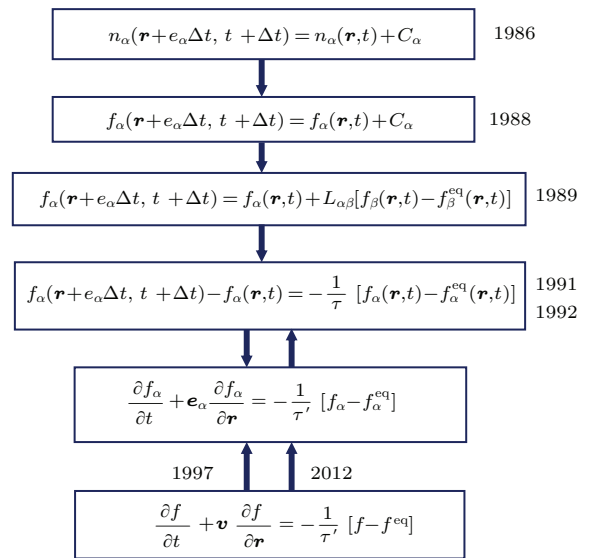 n_α(r+e_αΔt, t+Δt)=n_α(r,t)+C_α 1986
f_α(r+e_αΔt, t+Δt)=f_α(r,t)+C_α 1988
f_α(r+e_αΔt, t+Δt)=f_α(r,t)+L_αβ[f_β(r,t)−f_β^eq(r,t)] 1989
f_α(r+e_αΔt, t+Δt)−f_α(r,t)=−1/τ [f_α(r,t)−f_α^eq(r,t)] 1991
1992
∂f_α/∂t+e_α ∂f_α/∂r=−1/τ′ [f_α−f_α^eq]
1997 2012
∂f/∂t+v ∂f/∂r=−1/τ′ [f−f^eq]